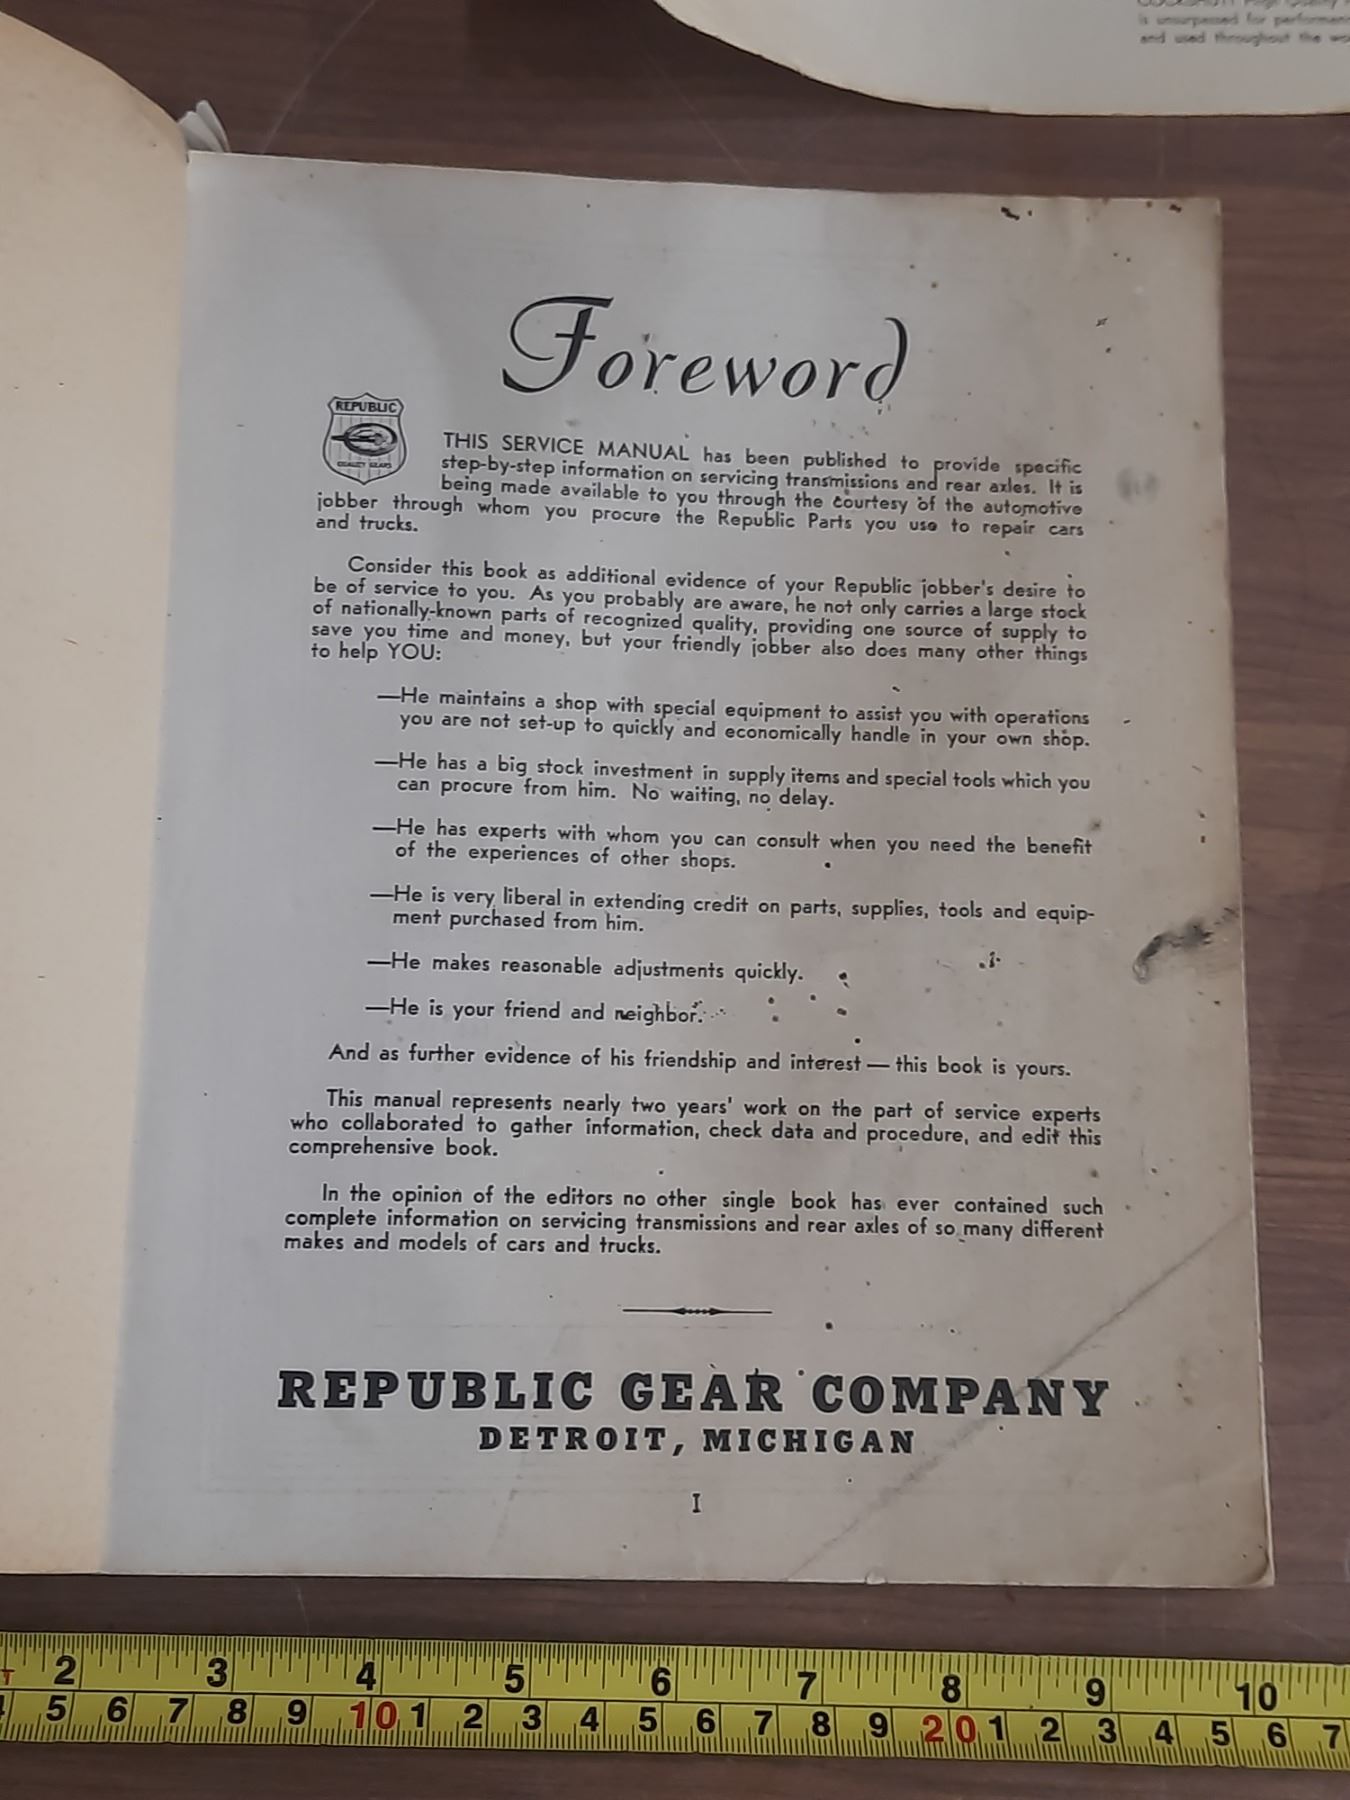 COCKSHUTT High Quality
is unsurpassed for performan
and used throughout the wo
Foreword
REPUBLIC
QUALITY GEARS
THIS SERVICE MANUAL has been published to provide specific
step-by-step information on servicing transmissions and rear axles. It is
being made available to you through the courtesy of the automotive
jobber through whom you procure the Republic Parts you use to repair cars
and trucks.
Consider this book as additional evidence of your Republic jobber's desire to
be of service to you. As you probably are aware, he not only carries a large stock
of nationally-known parts of recognized quality, providing one source of supply to
save you time and money, but your friendly jobber also does many other things
to help YOU:
—He maintains a shop with special equipment to assist you with operations
you are not set-up to quickly and economically handle in your own shop.
—He has a big stock investment in supply items and special tools which you
can procure from him. No waiting, no delay.
—He has experts with whom you can consult when you need the benefit
of the experiences of other shops.
—He is very liberal in extending credit on parts, supplies, tools and equip-
ment purchased from him.
—He makes reasonable adjustments quickly.
—He is your friend and neighbor.
And as further evidence of his friendship and interest — this book is yours.
This manual represents nearly two years' work on the part of service experts
who collaborated to gather information, check data and procedure, and edit this
comprehensive book.
In the opinion of the editors no other single book has ever contained such
complete information on servicing transmissions and rear axles of so many different
makes and models of cars and trucks.
REPUBLIC GEAR COMPANY
DETROIT, MICHIGAN
I
2 3 4 5 6 7 8 9 10
4 5 6 7 8 9 10 1 2 3 4 5 6 7 8 9 20 1 2 3 4 5 6 7